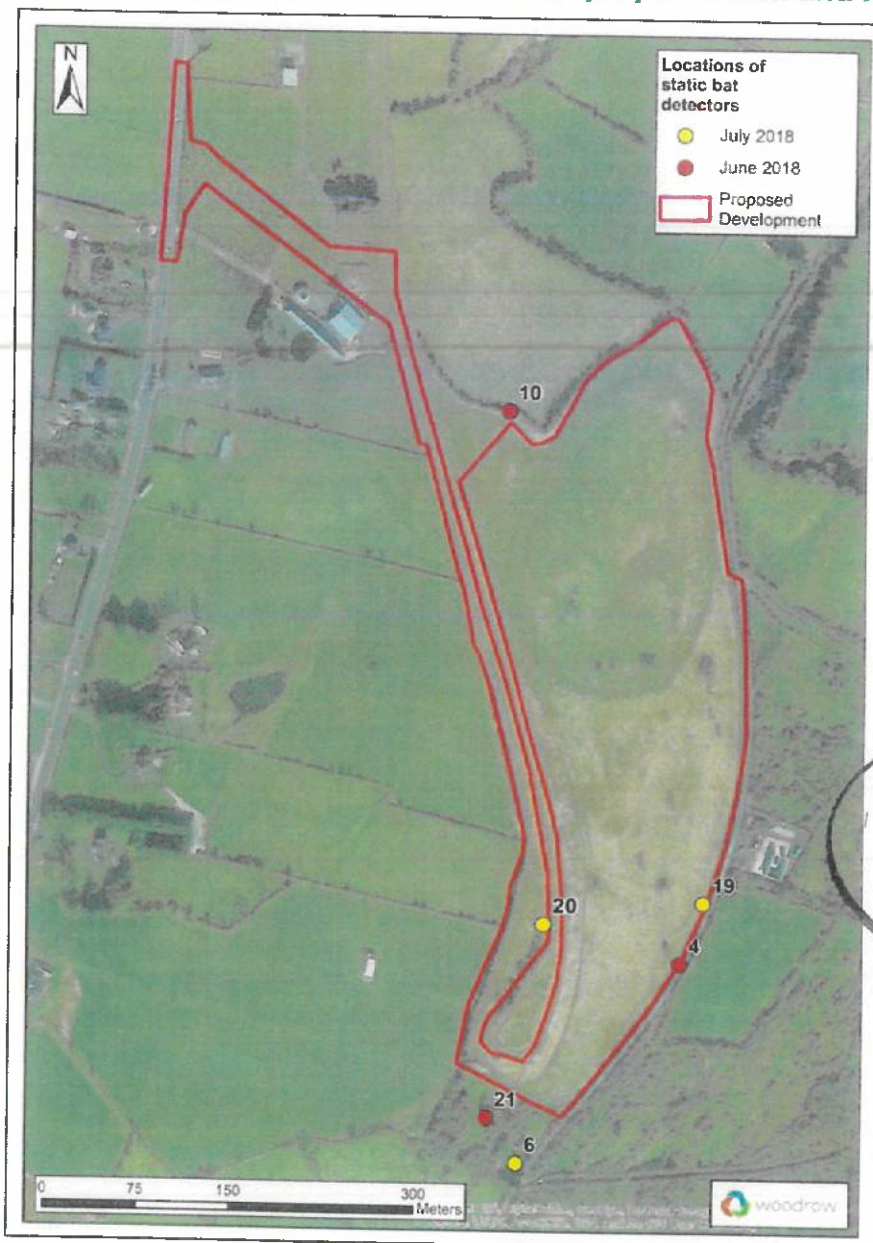 N
Locations of
static bat
detectors
July 2018
June 2018
Proposed
Development
10
19
20
4
21
6
0 75 150 300
Meters
woodrow